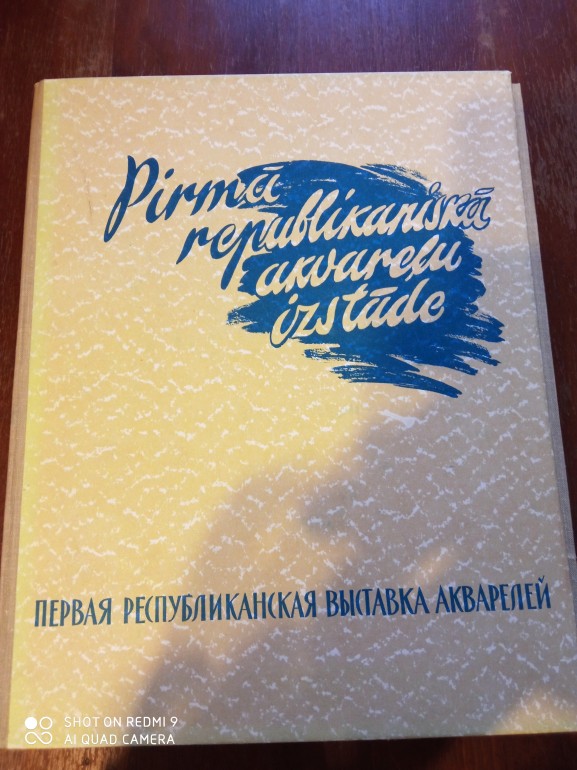 Pirmā
republikāniskā
akvareļu
izstāde
ПЕРВАЯ РЕСПУБЛИКАНСКАЯ ВЫСТАВКА АКВАРЕЛЕЙ
SHOT ON REDMI 9
AI QUAD CAMERA